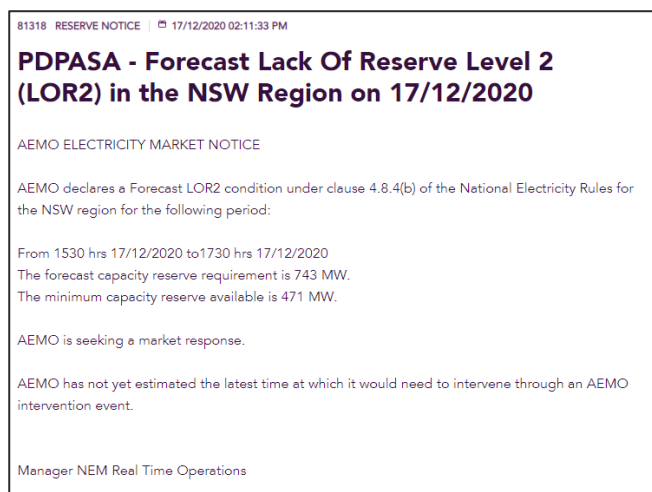 81318 RESERVE NOTICE | 17/12/2020 02:11:33 PM
PDPASA - Forecast Lack Of Reserve Level 2
(LOR2) in the NSW Region on 17/12/2020
AEMO ELECTRICITY MARKET NOTICE
AEMO declares a Forecast LOR2 condition under clause 4.8.4(b) of the National Electricity Rules for
the NSW region for the following period:
From 1530 hrs 17/12/2020 to1730 hrs 17/12/2020
The forecast capacity reserve requirement is 743 MW.
The minimum capacity reserve available is 471 MW.
AEMO is seeking a market response.
AEMO has not yet estimated the latest time at which it would need to intervene through an AEMO
intervention event.
Manager NEM Real Time Operations